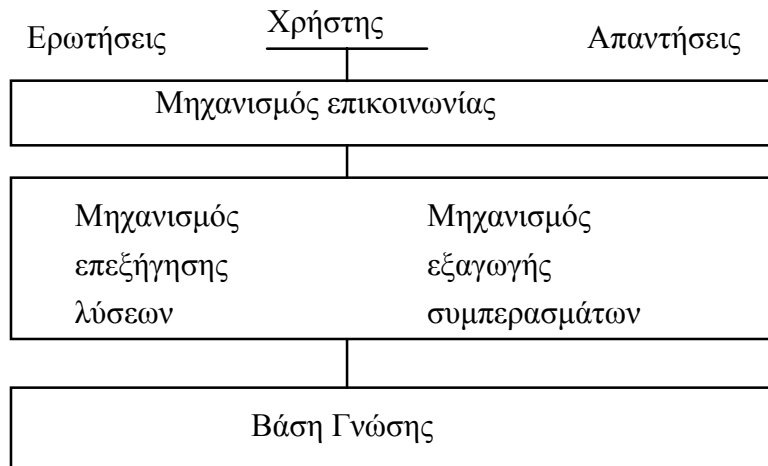 Ερωτήσεις Χρήστης Απαντήσεις
Μηχανισμός επικοινωνίας
Μηχανισμός
επεξήγησης
λύσεων
Μηχανισμός
εξαγωγής
συμπερασμάτων
Βάση Γνώσης